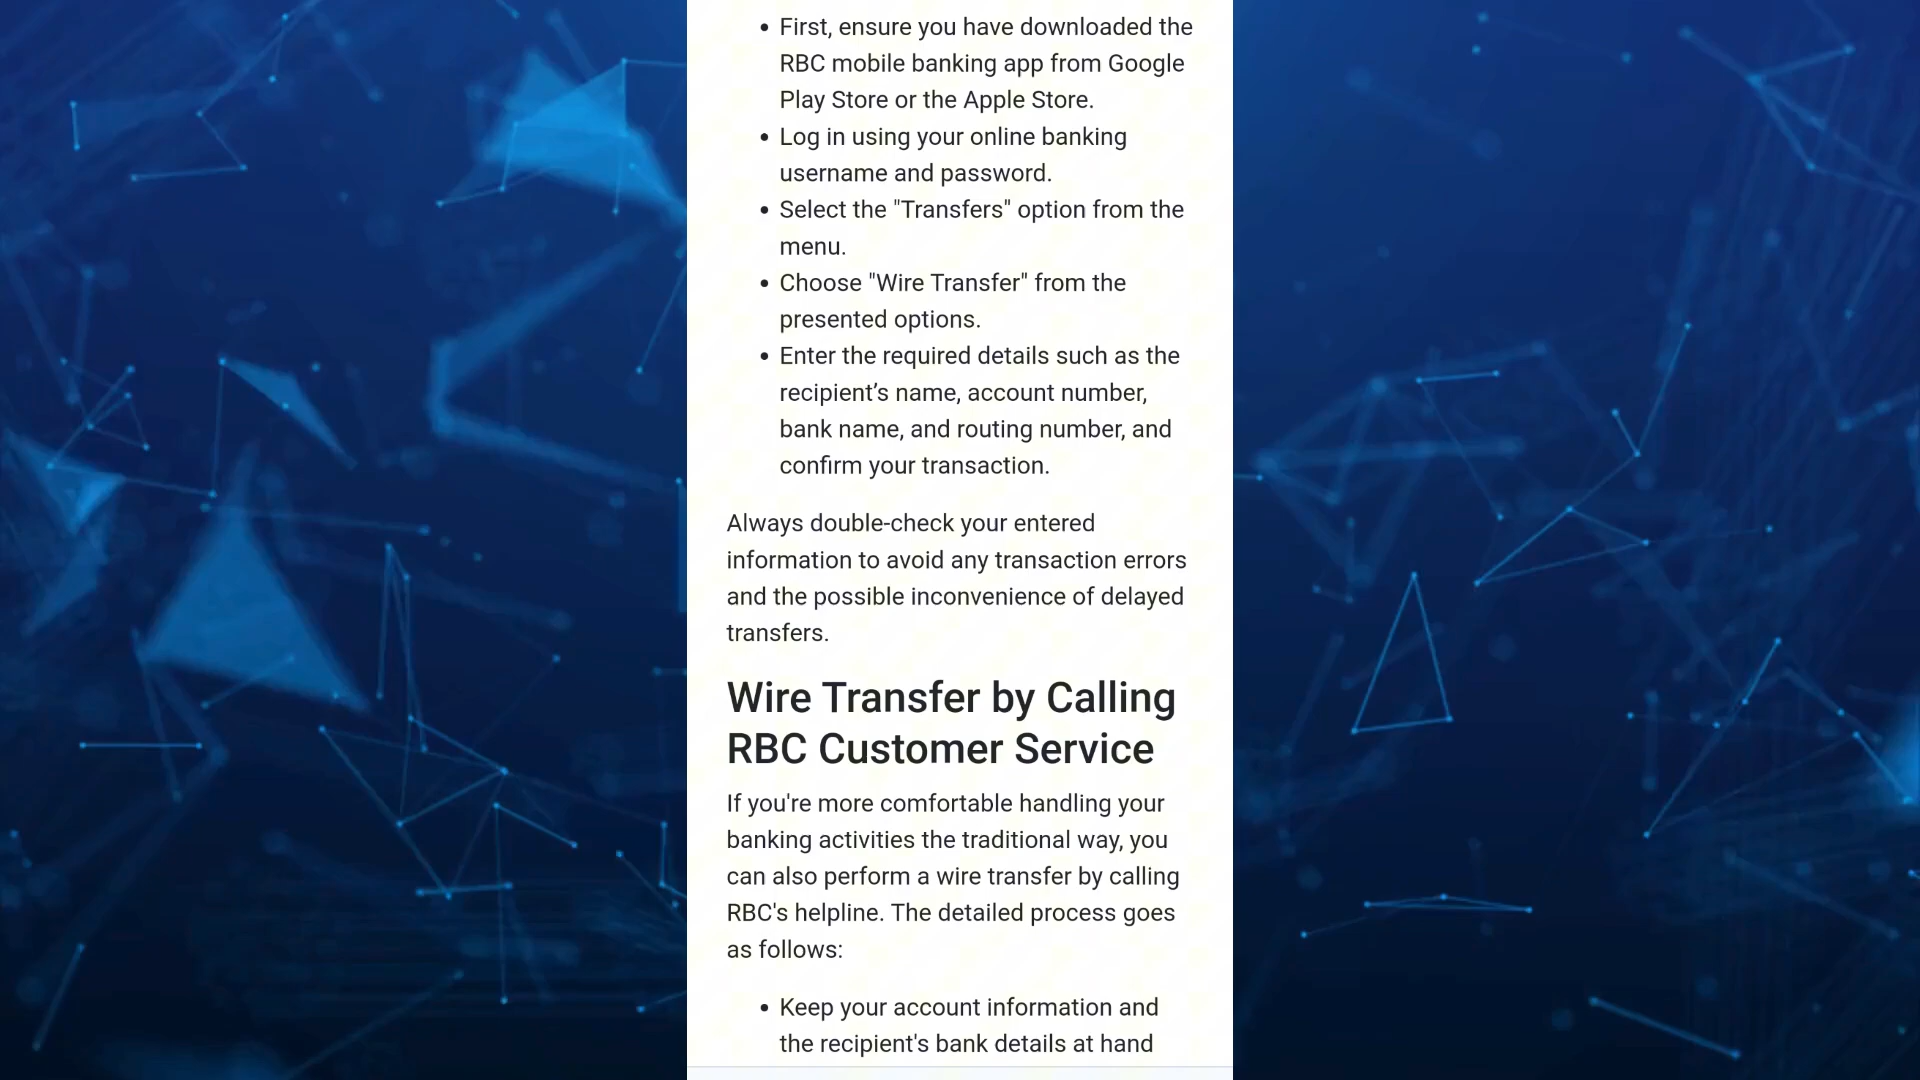 First, ensure you have downloaded the
RBC mobile banking app from Google
Play Store or the Apple Store.
Log in using your online banking
username and password.
Select the "Transfers" option from the
menu.
Choose "Wire Transfer" from the
presented options.
Enter the required details such as the
recipient’s name, account number,
bank name, and routing number, and
confirm your transaction.
Always double-check your entered
information to avoid any transaction errors
and the possible inconvenience of delayed
transfers.
Wire Transfer by Calling
RBC Customer Service
If you're more comfortable handling your
banking activities the traditional way, you
can also perform a wire transfer by calling
RBC's helpline. The detailed process goes
as follows:
Keep your account information and
the recipient's bank details at hand